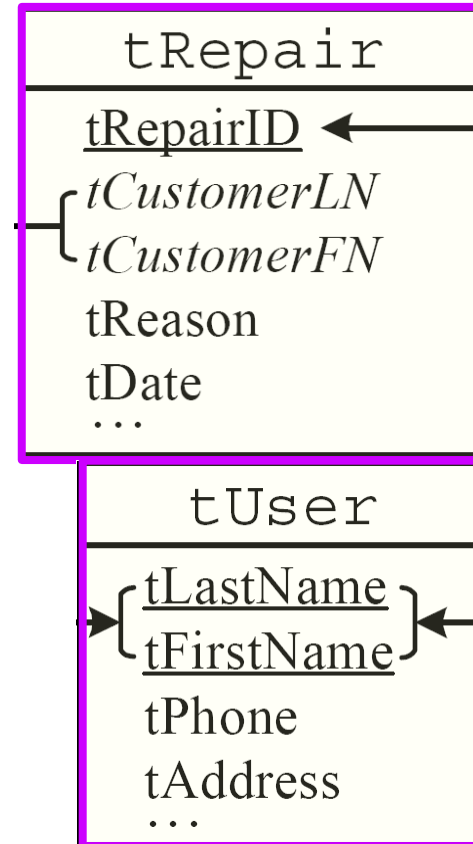 tRepair
tRepairID
tCustomerLN
tCustomerFN
tReason
tDate
...
tUser
tLastName
tFirstName
tPhone
tAddress
...